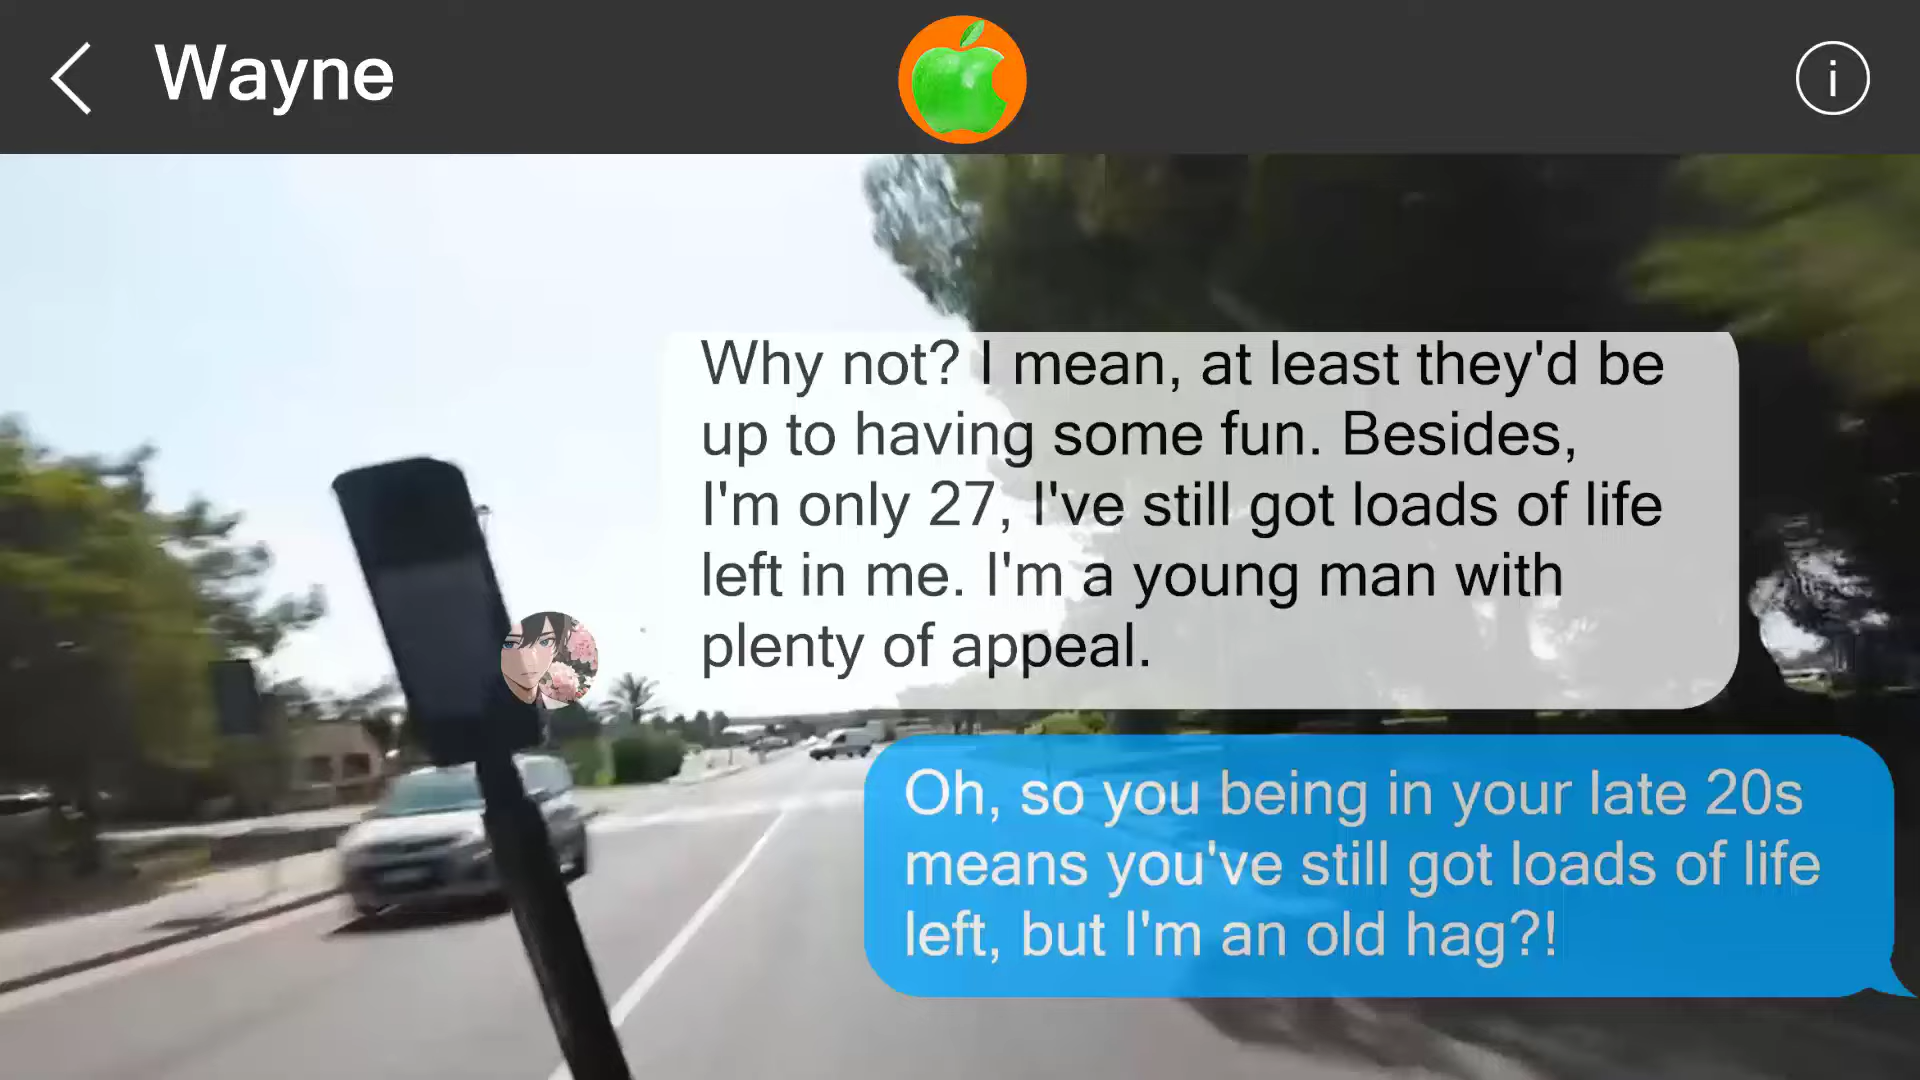 Wayne
i
Why not? I mean, at least they'd be
up to having some fun. Besides,
I'm only 27, I've still got loads of life
left in me. I'm a young man with
plenty of appeal.
Oh, so you being in your late 20s
means you've still got loads of life
left, but I'm an old hag?!